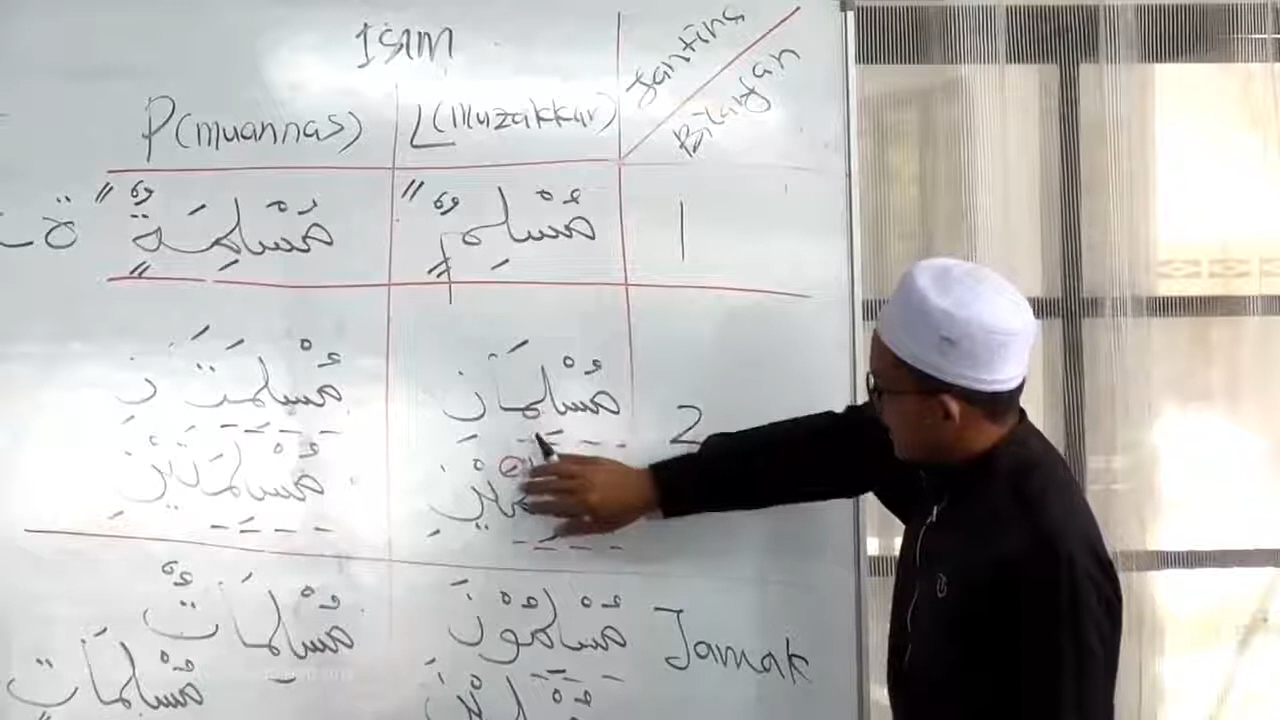 Isim
Jantina
Bilangan
L (Muzakkar)
P (muannas)
1
مُسْلِمٌ
مُسْلِمَةٌ
ة
2
مُسْلِمَانِ
مُسْلِمَتَانِ
مُسْلِمَتَيْنِ
Jamak
مُسْلِمُوْنَ
مُسْلِمَاتٌ
مُسْلِمَاتٍ